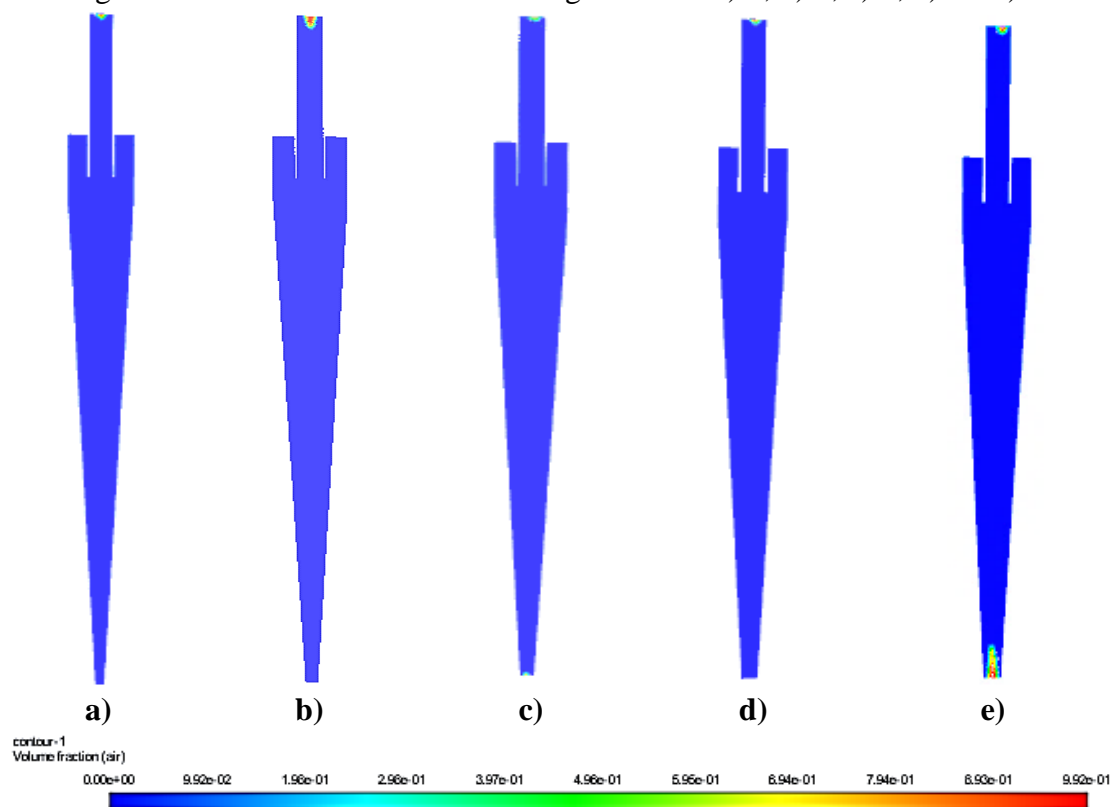 a) b) c) d) e)
contour-1
Volume fraction (air)
0.00e+00 9.92e-02 1.98e-01 2.98e-01 3.97e-01 4.96e-01 5.95e-01 6.94e-01 7.94e-01 8.93e-01 9.92e-01